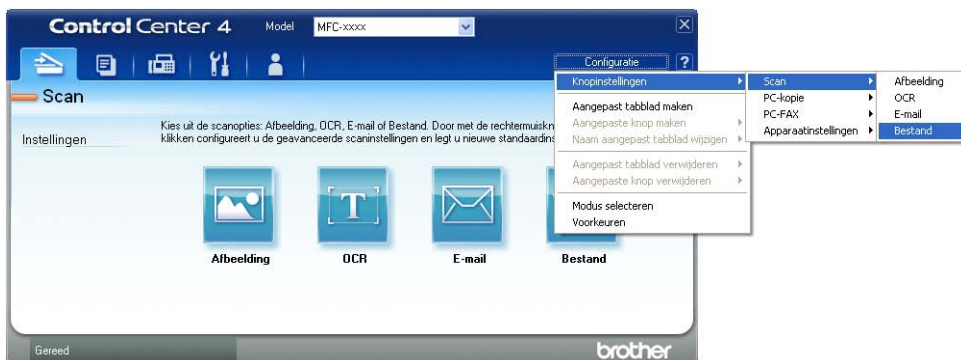 Control Center 4
Model
MFC-xxxx
Configuratie
?
Knopinstellingen
Scan
Afbeelding
PC-kopie
OCR
PC-FAX
E-mail
Apparaatinstellingen
Bestand
Aangepast tabblad maken
Aangepaste knop maken
Naam aangepast tabblad wijzigen
Aangepast tabblad verwijderen
Aangepaste knop verwijderen
Modus selecteren
Voorkeuren
Scan
Instellingen
Kies uit de scanopties: Afbeelding, OCR, E-mail of Bestand. Door met de rechtermuiskn
klikken configureert u de geavanceerde scaninstellingen en legt u nieuwe standaardins
T
Afbeelding
OCR
E-mail
Bestand
Gereed
brother